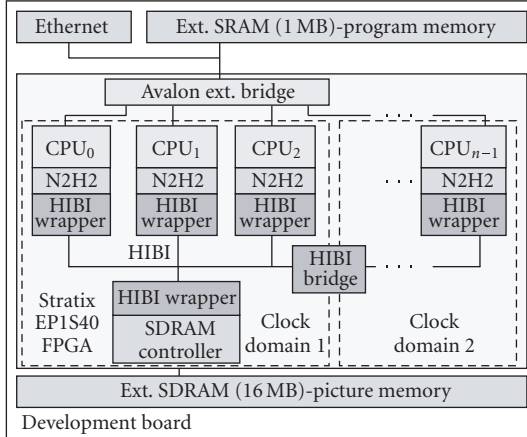 Ethernet
Ext. SRAM (1 MB)-program memory
Avalon ext. bridge
CPU0
CPU1
CPU2
CPUn−1
N2H2
N2H2
N2H2
N2H2
HIBI
wrapper
HIBI
wrapper
HIBI
wrapper
HIBI
wrapper
HIBI
HIBI
bridge
HIBI wrapper
SDRAM
controller
Stratix
EP1S40
FPGA
Clock
domain 1
Clock
domain 2
Ext. SDRAM (16 MB)-picture memory
Development board